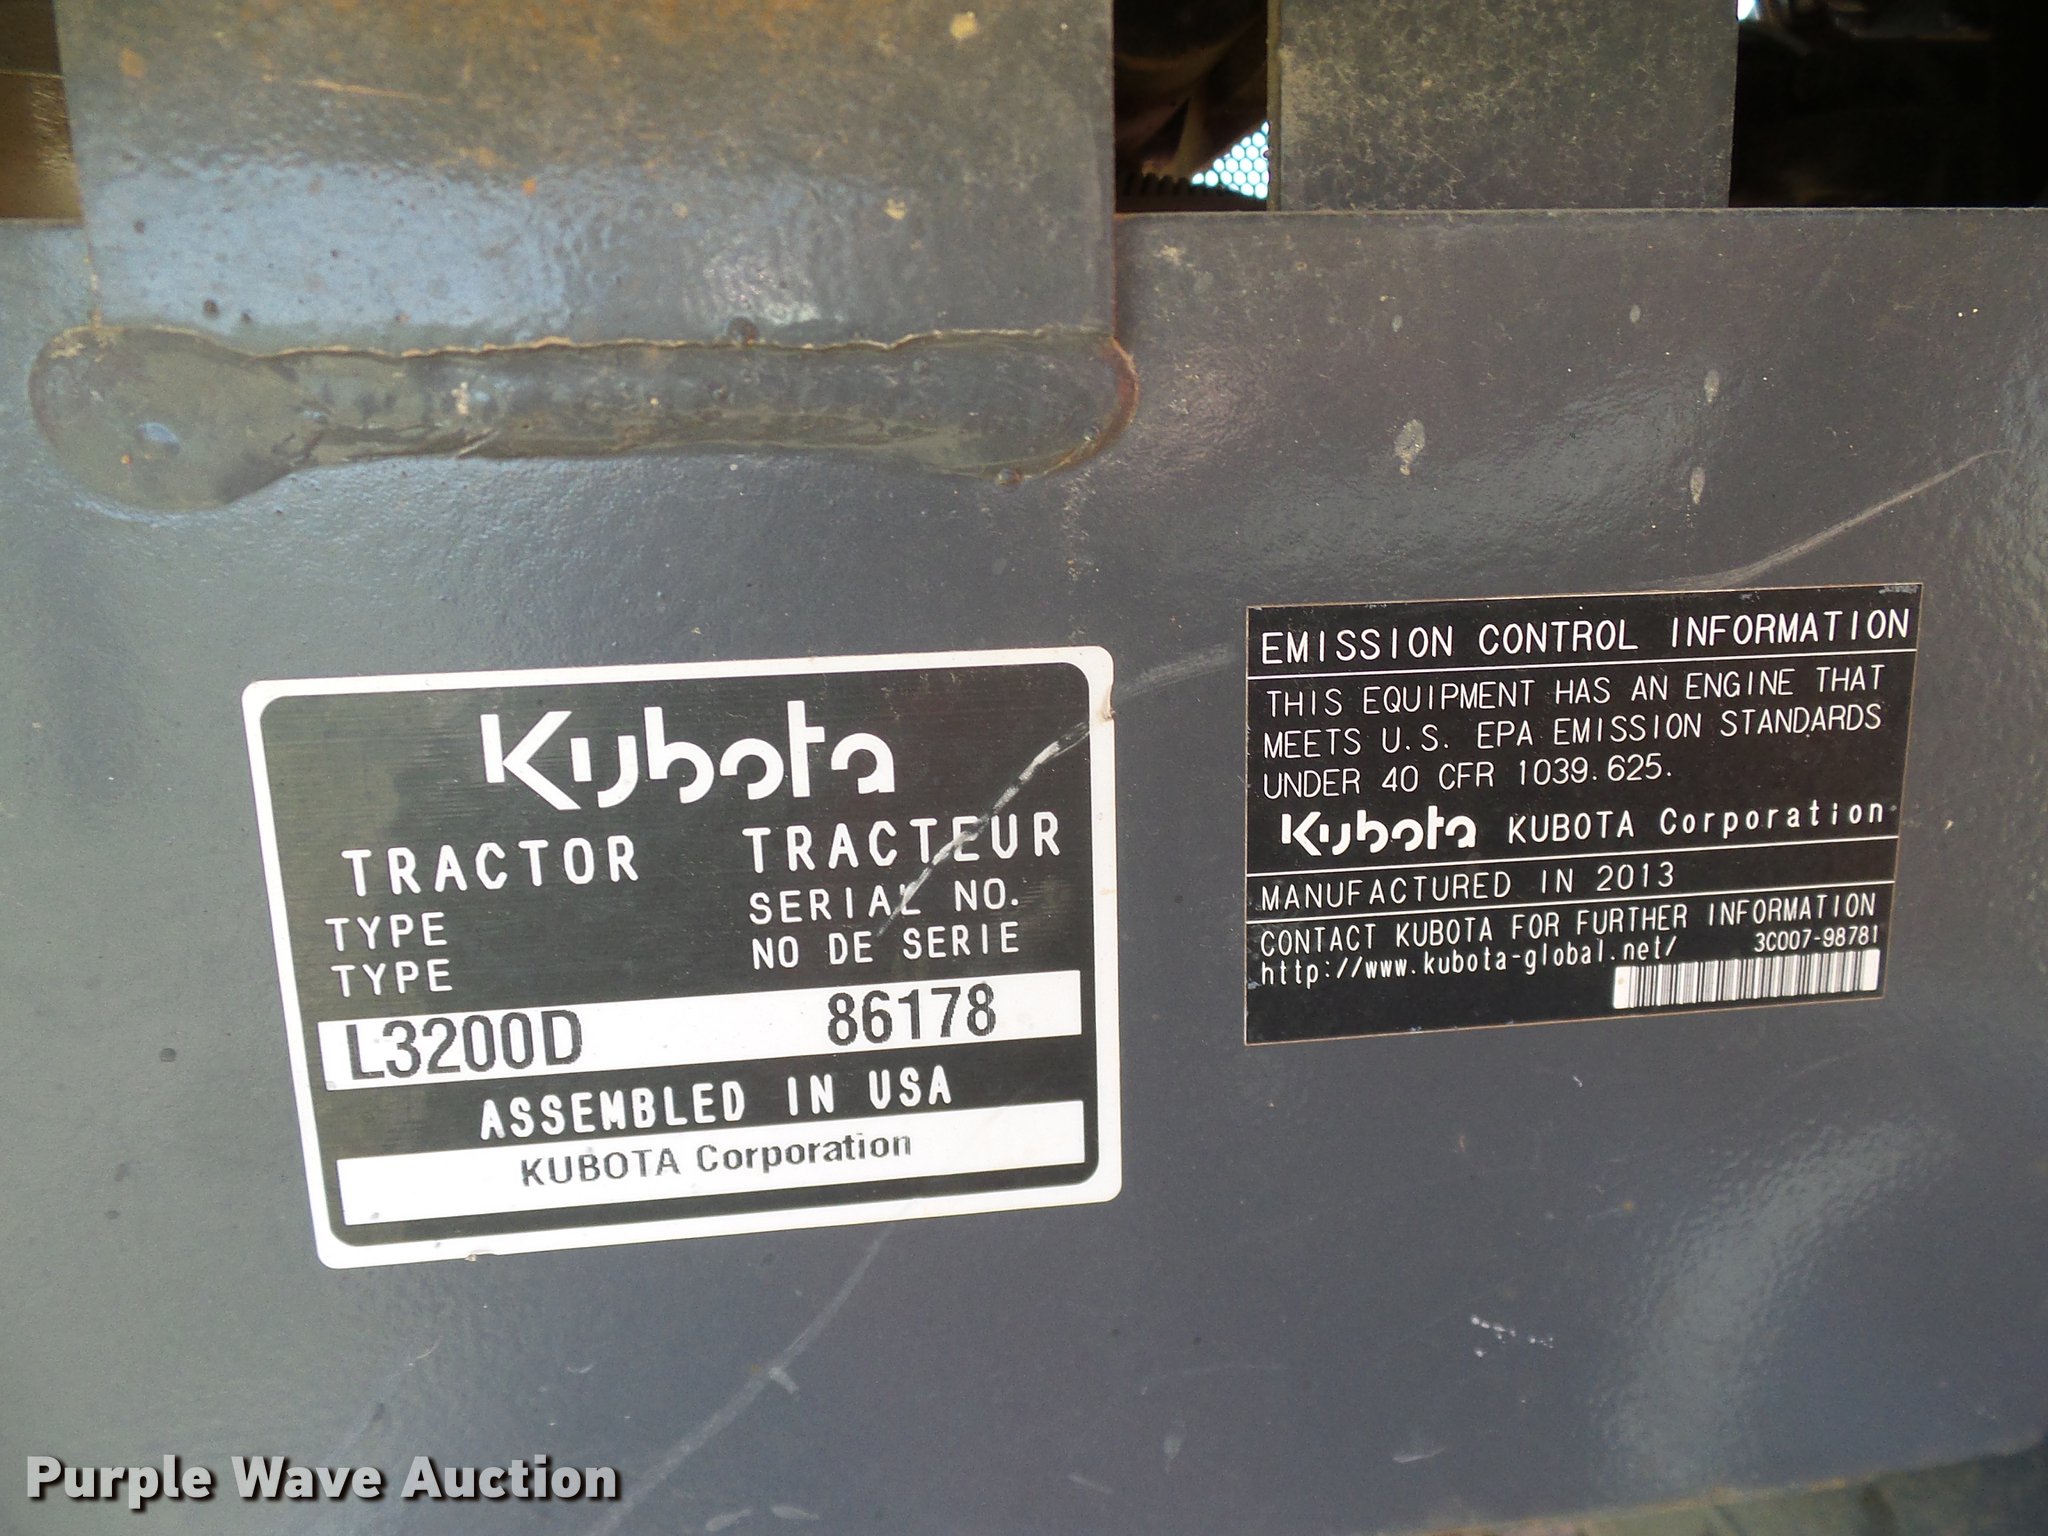 Kubota
TRACTOR TRACTEUR
TYPE SERIAL NO.
TYPE NO DE SERIE
L3200D 86178
ASSEMBLED IN USA
KUBOTA Corporation
EMISSION CONTROL INFORMATION
THIS EQUIPMENT HAS AN ENGINE THAT
MEETS U.S. EPA EMISSION STANDARDS
UNDER 40 CFR 1039.625.
Kubota KUBOTA Corporation
MANUFACTURED IN 2013
CONTACT KUBOTA FOR FURTHER INFORMATION
http://www.kubota-global.net/ 3C007-98781
Purple Wave Auction